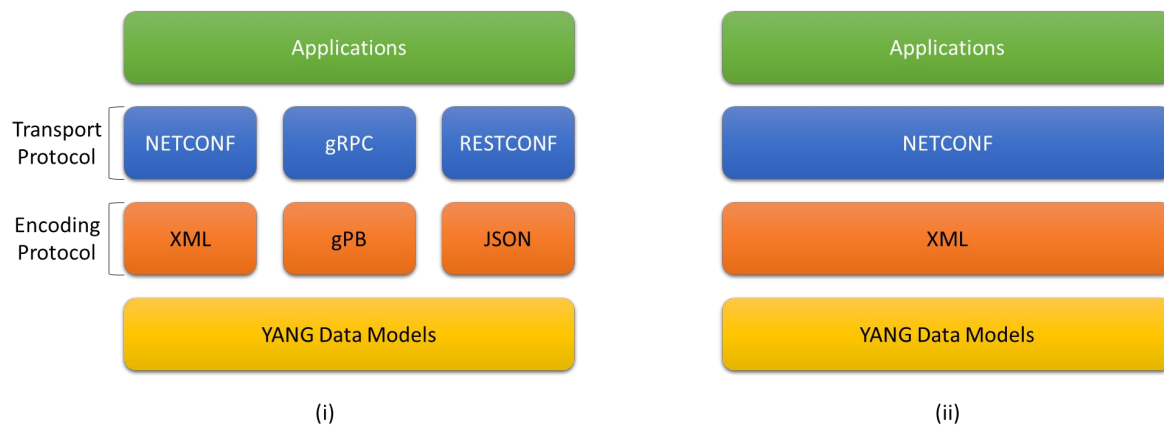 Applications
Transport
Protocol
NETCONF
gRPC
RESTCONF
Encoding
Protocol
XML
gPB
JSON
YANG Data Models
(i)
Applications
NETCONF
XML
YANG Data Models
(ii)